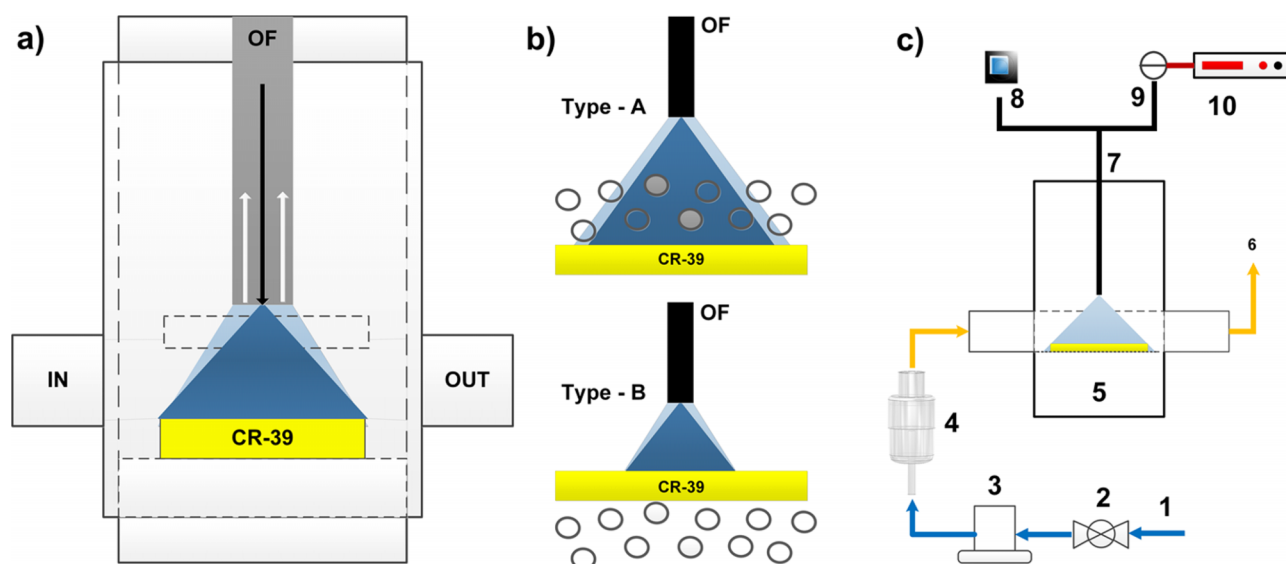 a)
OF
IN
OUT
CR-39
b)
OF
Type - A
CR-39
OF
Type - B
CR-39
c)
8
9
10
7
6
5
4
3
2
1